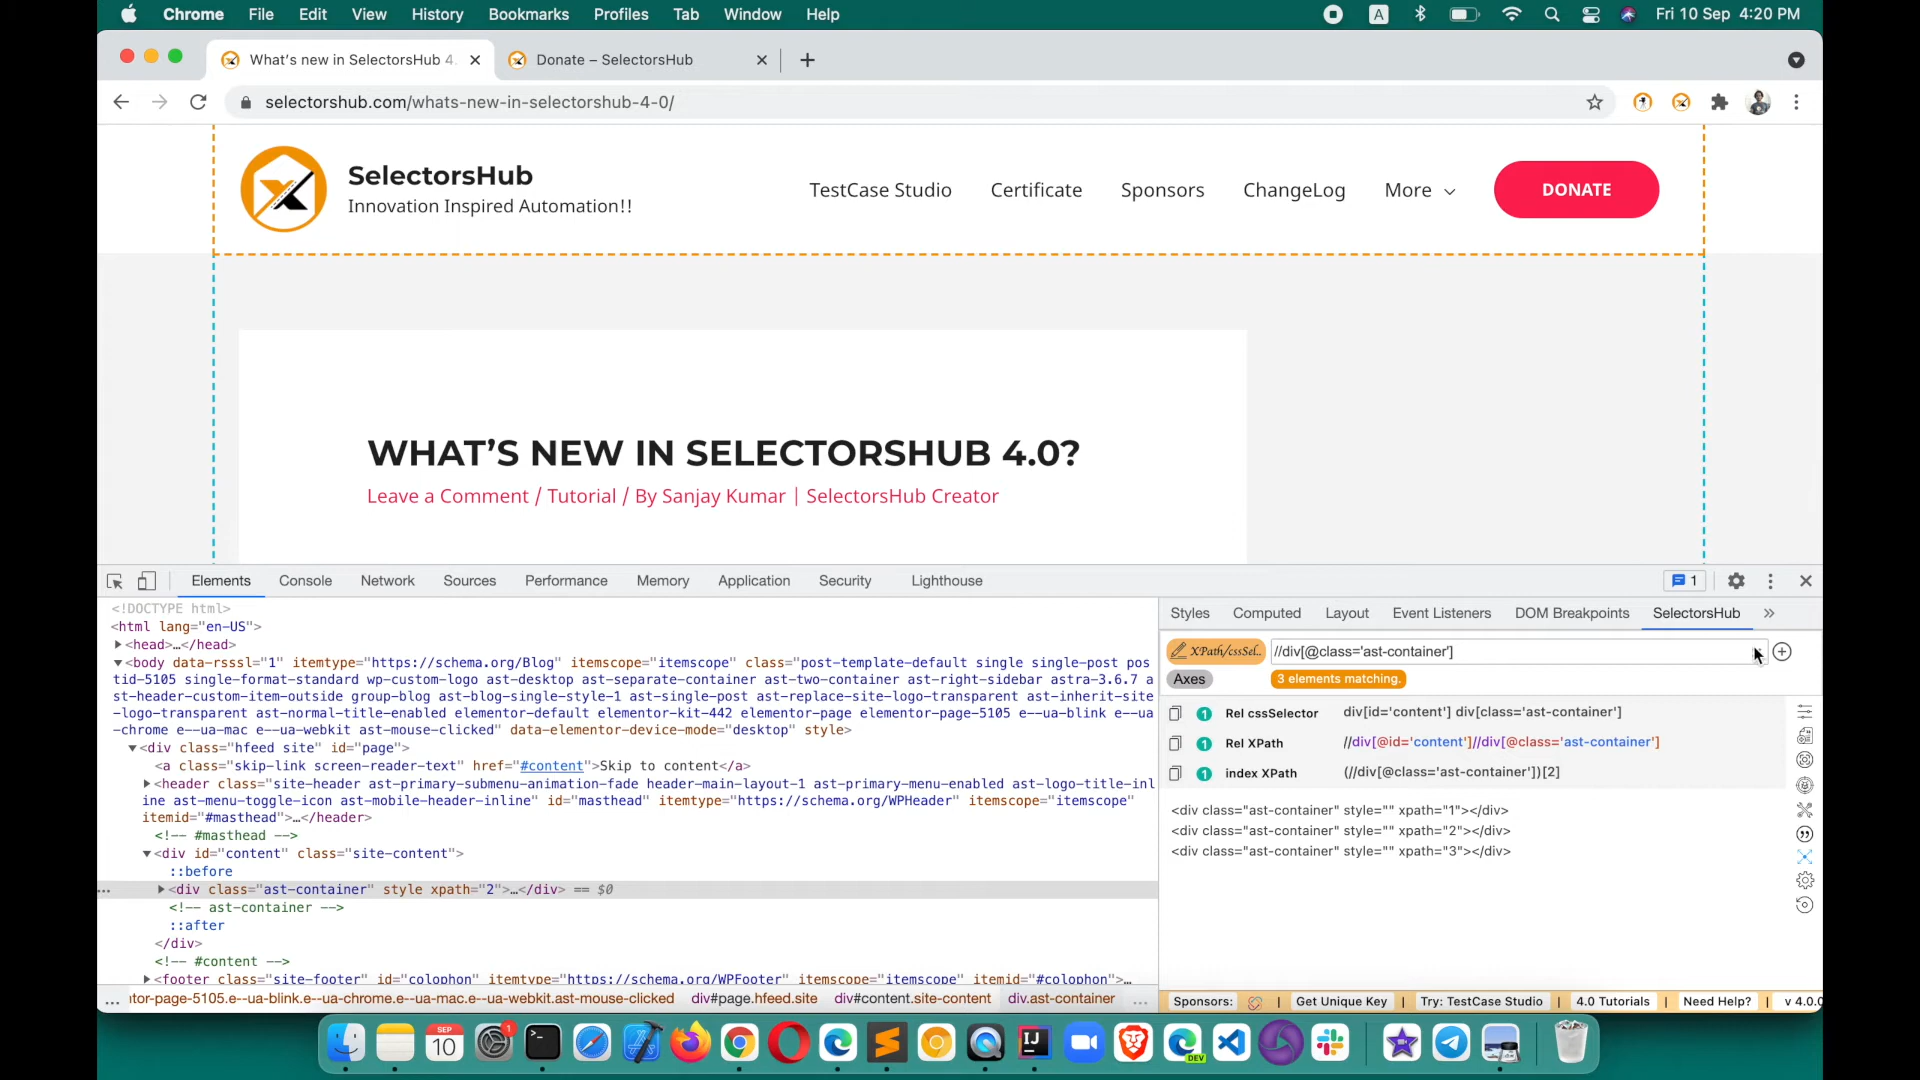 Chrome File Edit View History Bookmarks Profiles Tab Window Help
A
Fri 10 Sep 4:20 PM
What's new in SelectorsHub 4.
Donate – SelectorsHub
selectorshub.com/whats-new-in-selectorshub-4-0/
SelectorsHub
Innovation Inspired Automation!!
TestCase Studio Certificate Sponsors ChangeLog More DONATE
WHAT'S NEW IN SELECTORSHUB 4.0?
Leave a Comment / Tutorial / By Sanjay Kumar | SelectorsHub Creator
Elements Console Network Sources Performance Memory Application Security Lighthouse
1
<!DOCTYPE html>
<html lang="en-US">
<head>…</head>
<body data-rsssl="1" itemtype="https://schema.org/Blog" itemscope="itemscope" class="post-template-default single single-post pos
tid-5105 single-format-standard wp-custom-logo ast-desktop ast-separate-container ast-two-container ast-right-sidebar astra-3.6.7 a
st-header-custom-item-outside group-blog ast-blog-single-style-1 ast-single-post ast-replace-site-logo-transparent ast-inherit-site
-logo-transparent ast-normal-title-enabled elementor-default elementor-kit-442 elementor-page elementor-page-5105 e--ua-blink e--ua
-chrome e--ua-mac e--ua-webkit ast-mouse-clicked" data-elementor-device-mode="desktop" style>
<div class="hfeed site" id="page">
<a class="skip-link screen-reader-text" href="#content">Skip to content</a>
<header class="site-header ast-primary-submenu-animation-fade header-main-layout-1 ast-primary-menu-enabled ast-logo-title-inl
ine ast-menu-toggle-icon ast-mobile-header-inline" id="masthead" itemtype="https://schema.org/WPHeader" itemscope="itemscope"
itemid="#masthead">…</header>
<!-- #masthead -->
<div id="content" class="site-content">
::before
… <div class="ast-container" style xpath="2">…</div> == $0
<!-- ast-container -->
::after
</div>
<!-- #content -->
<footer class="site-footer" id="colophon" itemtype="https://schema.org/WPFooter" itemscope="itemscope" itemid="#colophon">…
… ntor-page-5105.e--ua-blink.e--ua-chrome.e--ua-mac.e--ua-webkit.ast-mouse-clicked div#page.hfeed.site div#content.site-content div.ast-container …
Styles Computed Layout Event Listeners DOM Breakpoints SelectorsHub »
XPath/cssSel.. //div[@class='ast-container']
Axes 3 elements matching.
1 Rel cssSelector div[id='content'] div[class='ast-container']
1 Rel XPath //div[@id='content']//div[@class='ast-container']
1 index XPath (//div[@class='ast-container'])[2]
<div class="ast-container" style="" xpath="1"></div>
<div class="ast-container" style="" xpath="2"></div>
<div class="ast-container" style="" xpath="3"></div>
Sponsors: | Get Unique Key | Try: TestCase Studio | 4.0 Tutorials | Need Help? | v 4.0.0
SEP
10
1
IJ
DEV